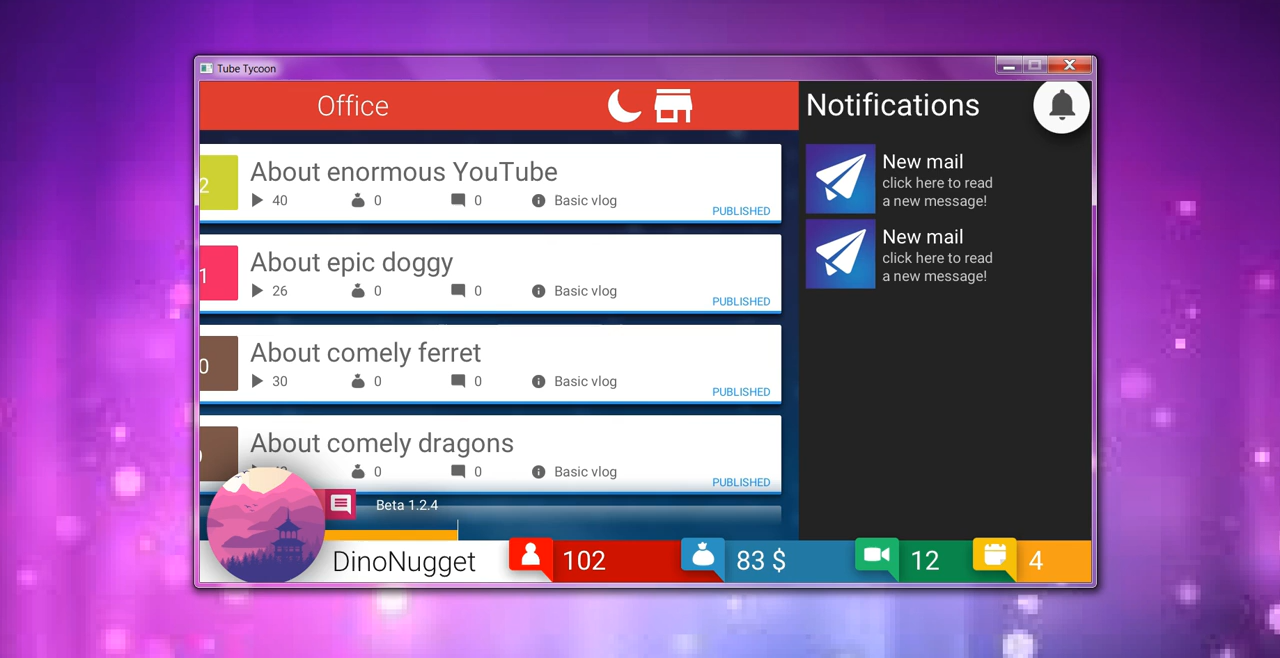 Tube Tycoon
Office
Notifications
2
About enormous YouTube
40 0 0 Basic vlog
PUBLISHED
1
About epic doggy
26 0 0 Basic vlog
PUBLISHED
0
About comely ferret
30 0 0 Basic vlog
PUBLISHED
About comely dragons
0 0 Basic vlog
PUBLISHED
New mail
click here to read
a new message!
New mail
click here to read
a new message!
Beta 1.2.4
DinoNugget
102
83 $
12
4